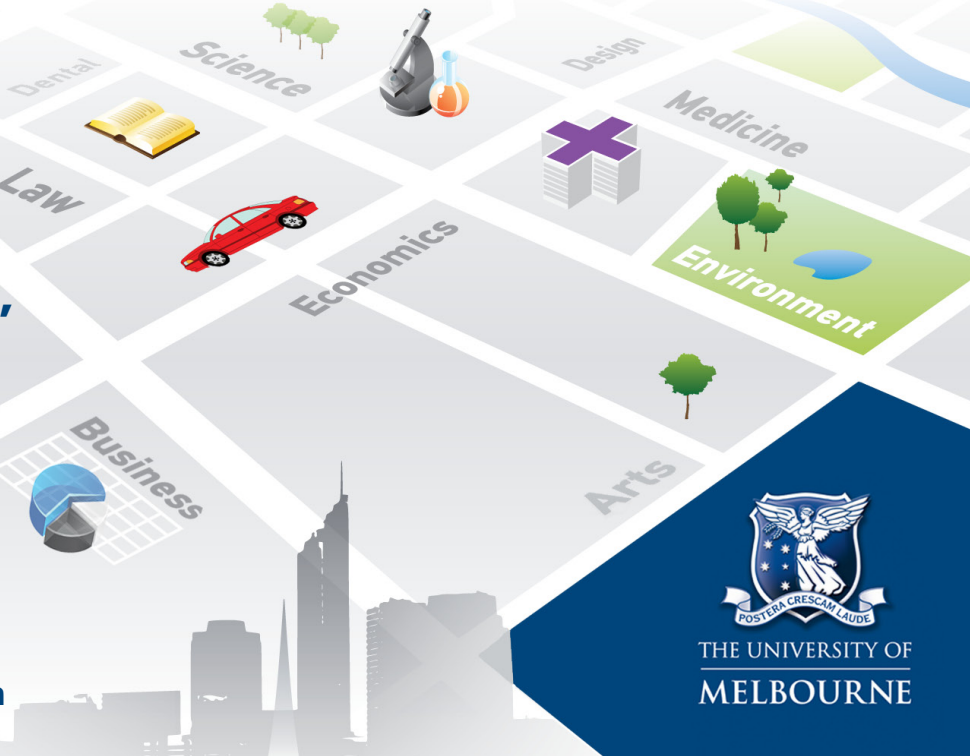 Dental
Science
Design
Medicine
Law
Economics
Environment
Business
Arts
POSTERA CRESCAM LAUDE
THE UNIVERSITY OF
MELBOURNE